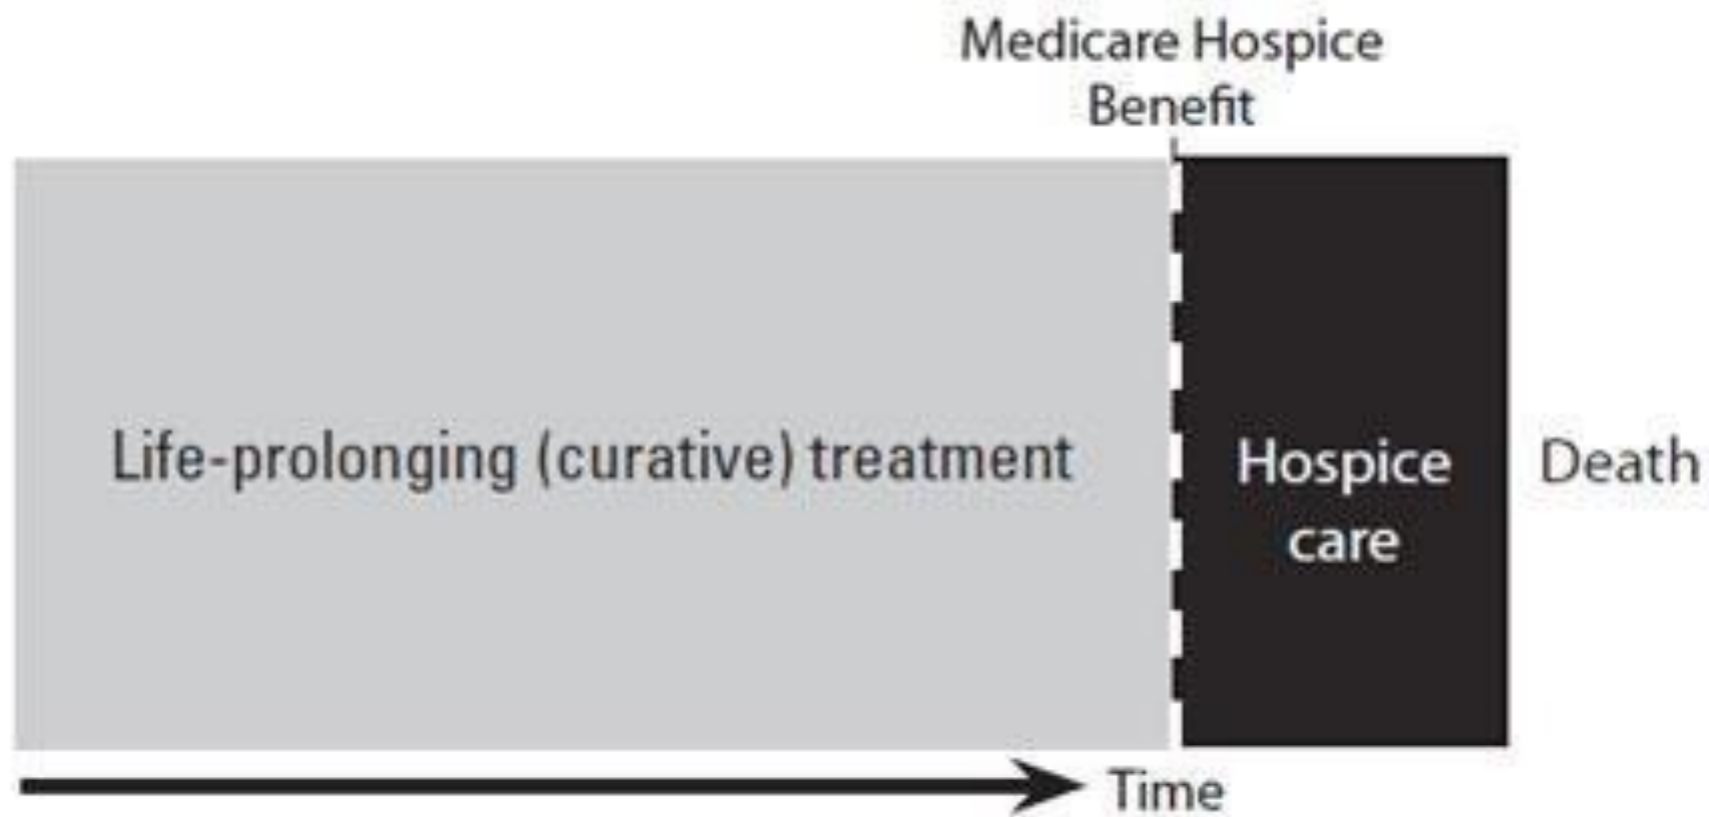 Medicare Hospice
Benefit
Life-prolonging (curative) treatment
Hospice
care
Death
Time